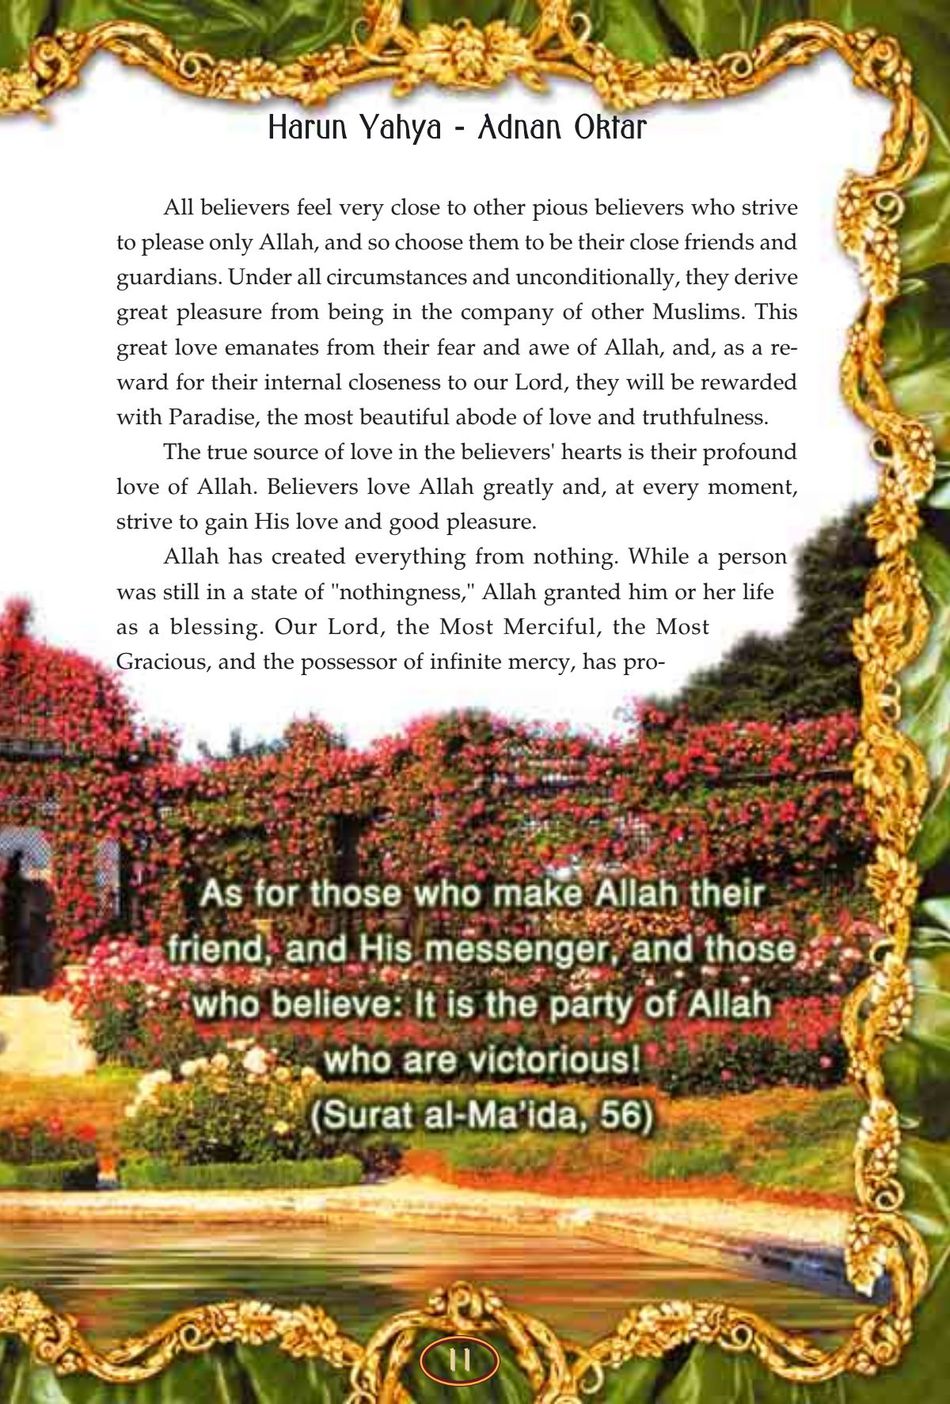 Harun Yahya - Adnan Oktar
All believers feel very close to other pious believers who strive
to please only Allah, and so choose them to be their close friends and
guardians. Under all circumstances and unconditionally, they derive
great pleasure from being in the company of other Muslims. This
great love emanates from their fear and awe of Allah, and, as a re-
ward for their internal closeness to our Lord, they will be rewarded
with Paradise, the most beautiful abode of love and truthfulness.
The true source of love in the believers' hearts is their profound
love of Allah. Believers love Allah greatly and, at every moment,
strive to gain His love and good pleasure.
Allah has created everything from nothing. While a person
was still in a state of "nothingness," Allah granted him or her life
as a blessing. Our Lord, the Most Merciful, the Most
Gracious, and the possessor of infinite mercy, has pro-
As for those who make Allah their
friend, and His messenger, and those
who believe: It is the party of Allah
who are victorious!
(Surat al-Ma'ida, 56)
11